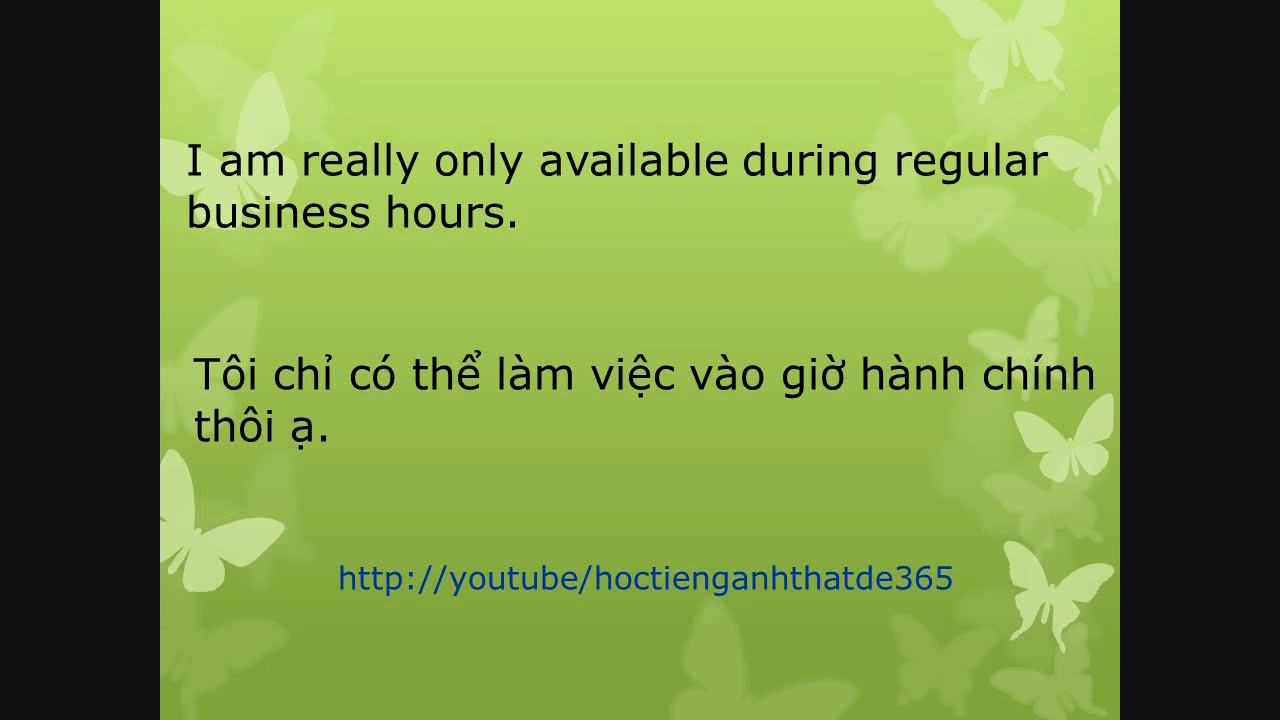 I am really only available during regular
business hours.
Tôi chỉ có thể làm việc vào giờ hành chính
thôi ạ.
http://youtube/hoctienganhthatde365